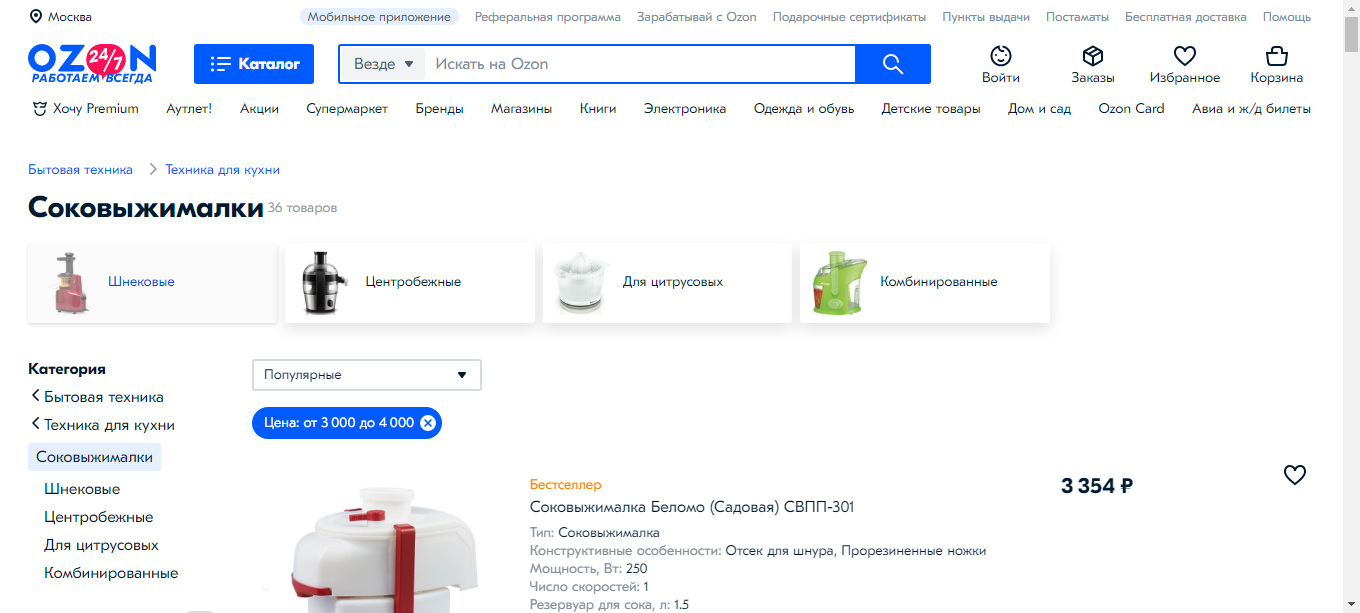 Москва
Мобильное приложение Реферальная программа Зарабатывай с Ozon Подарочные сертификаты Пункты выдачи Постаматы Бесплатная доставка Помощь
OZON 24/7
РАБОТАЕМ ВСЕГДА
Каталог
Везде Искать на Ozon
Войти Заказы Избранное Корзина
Хочу Premium Аутлет! Акции Супермаркет Бренды Магазины Книги Электроника Одежда и обувь Детские товары Дом и сад Ozon Card Авиа и ж/д билеты
Бытовая техника Техника для кухни
Соковыжималки 36 товаров
Шнековые Центробежные Для цитрусовых Комбинированные
Категория
Бытовая техника
Техника для кухни
Соковыжималки
Шнековые
Центробежные
Для цитрусовых
Комбинированные
Популярные
Цена: от 3 000 до 4 000
Бестселлер
Соковыжималка Беломо (Садовая) СВПП-301
Тип: Соковыжималка
Конструктивные особенности: Отсек для шнура, Прорезиненные ножки
Мощность, Вт: 250
Число скоростей: 1
Резервуар для сока, л: 1.5
3 354 ₽